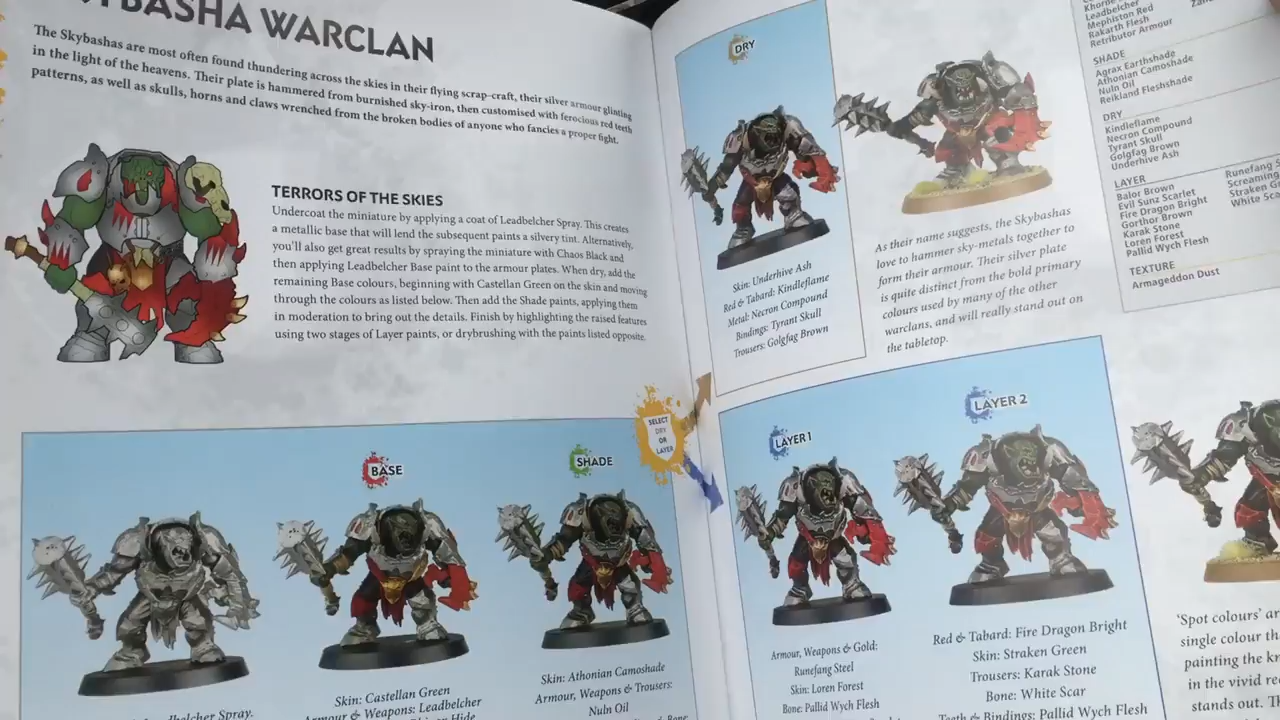 BASHA WARCLAN
The Skybashas are most often found thundering across the skies in their flying scrap-craft, their silver armour glinting
in the light of the heavens. Their plate is hammered from burnished sky-iron, then customised with ferocious red teeth
patterns, as well as skulls, horns and claws wrenched from the broken bodies of anyone who fancies a proper fight.
TERRORS OF THE SKIES
Undercoat the miniature by applying a coat of Leadbelcher Spray. This creates
a metallic base that will lend the subsequent paints a silvery tint. Alternatively,
you'll also get great results by spraying the miniature with Chaos Black and
then applying Leadbelcher Base paint to the armour plates. When dry, add the
remaining Base colours, beginning with Castellan Green on the skin and moving
through the colours as listed below. Then add the Shade paints, applying them
in moderation to bring out the details. Finish by highlighting the raised features
using two stages of Layer paints, or drybrushing with the paints listed opposite.
BASE
SHADE
SELECT
DRY
OR
LAYER
Leadbelcher Spray.
Skin: Castellan Green
Armour & Weapons: Leadbelcher
Hide
Skin: Athonian Camoshade
Armour, Weapons & Trousers:
Nuln Oil
Bone
DRY
Skin: Underhive Ash
Red & Tabard: Kindleflame
Metal: Necron Compound
Bindings: Tyrant Skull
Trousers: Golgfag Brown
As their name suggests, the Skybashas
love to hammer sky-metals together to
form their armour. Their silver plate
is quite distinct from the bold primary
colours used by many of the other
warclans, and will really stand out on
the tabletop.
Khorne
Leadbelcher
Mephiston Red
Rakarth Flesh
Retributor Armour
SHADE
Agrax Earthshade
Athonian Camoshade
Nuln Oil
Reikland Fleshshade
DRY
Kindleflame
Necron Compound
Tyrant Skull
Golgfag Brown
Underhive Ash
LAYER
Balor Brown
Evil Sunz Scarlet
Fire Dragon Bright
Gorthor Brown
Karak Stone
Loren Forest
Pallid Wych Flesh
Runefang S
Screaming
Straken G
White Sca
TEXTURE
Armageddon Dust
LAYER 1
Armour, Weapons & Gold:
Runefang Steel
Skin: Loren Forest
Bone: Pallid Wych Flesh
LAYER 2
Red & Tabard: Fire Dragon Bright
Skin: Straken Green
Trousers: Karak Stone
Bone: White Scar
Teeth & Bindings: Pallid Wych Flesh
'Spot colours' ar
single colour th
painting the kn
in the vivid re
stands out. T